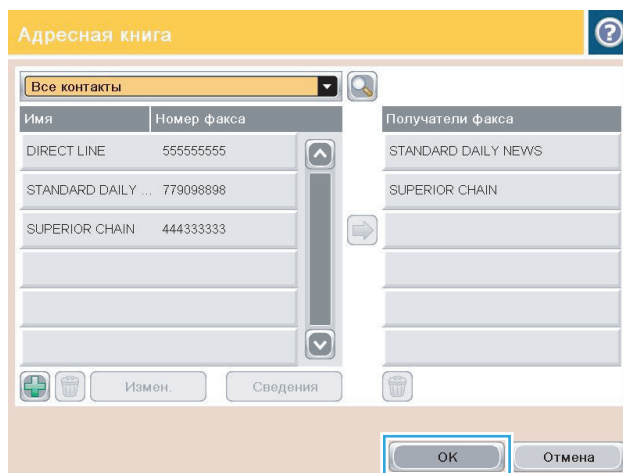 Адресная книга
?
Все контакты
Имя Номер факса
Получатели факса
DIRECT LINE 555555555
STANDARD DAILY NEWS
STANDARD DAILY ... 779098898
SUPERIOR CHAIN
SUPERIOR CHAIN 444333333
Измен.
Сведения
OK
Отмена